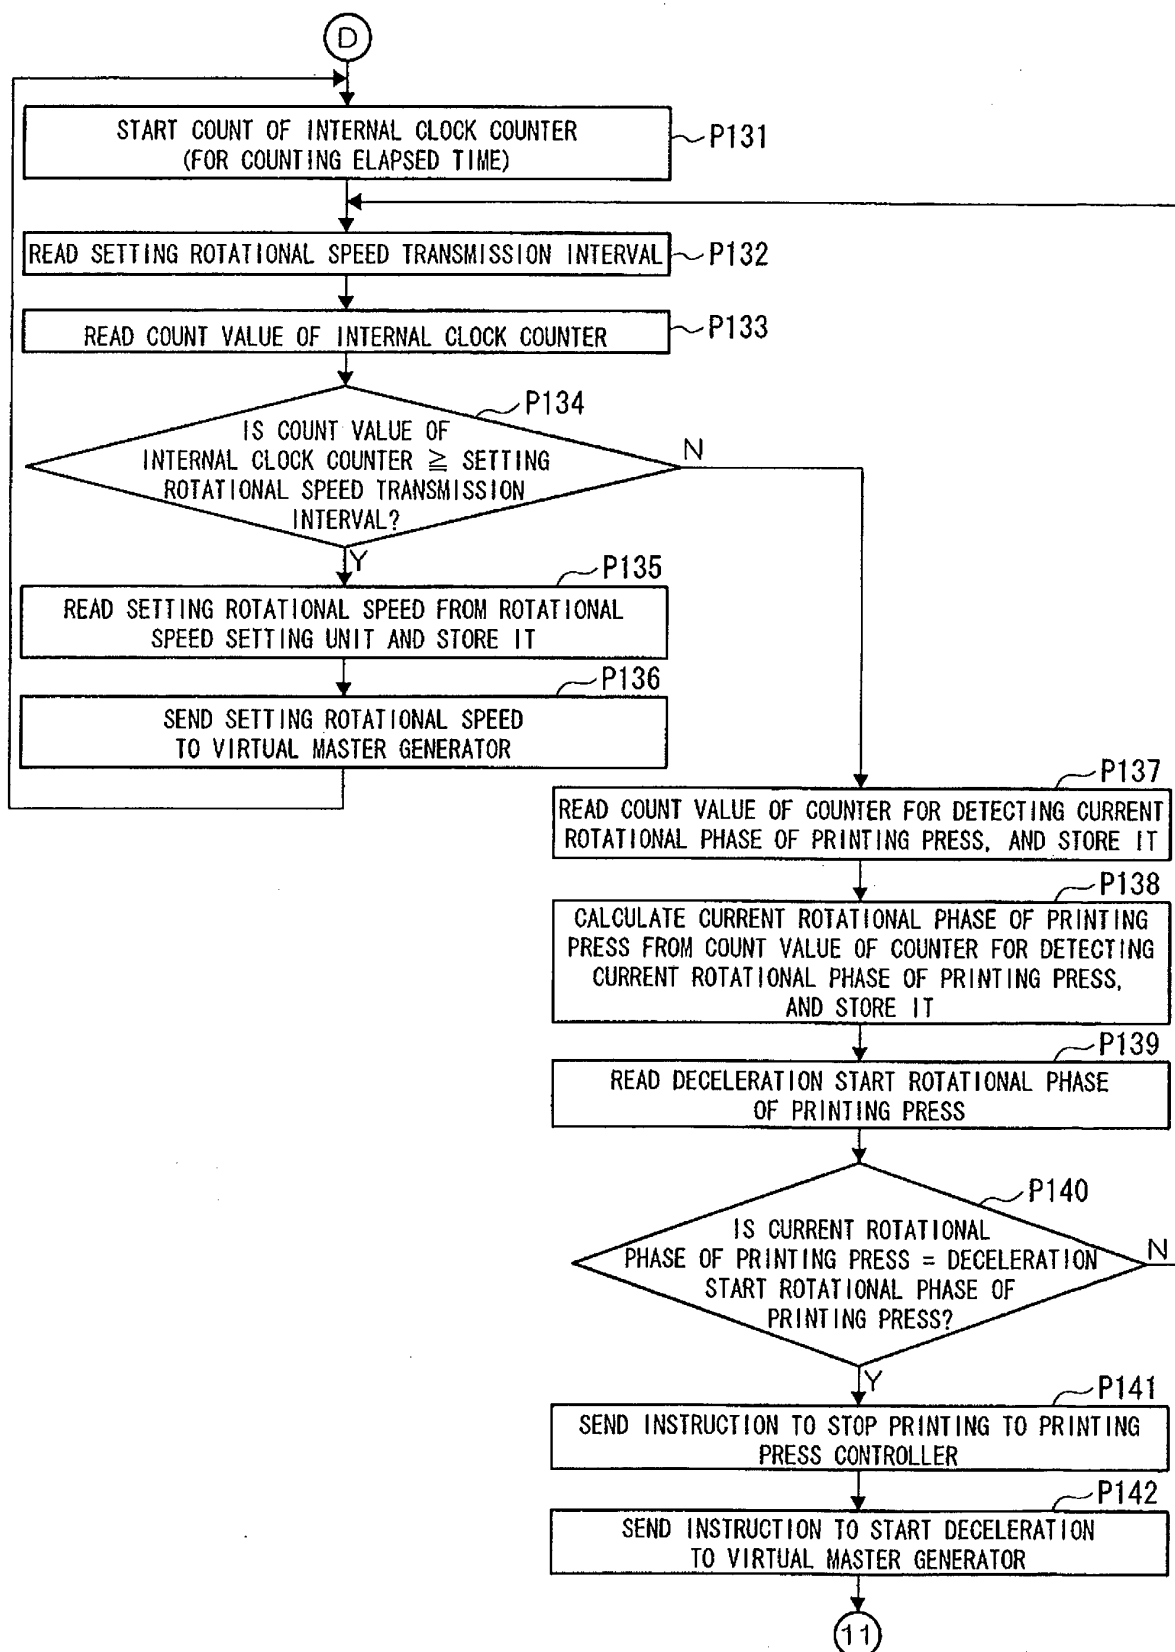 D
START COUNT OF INTERNAL CLOCK COUNTER
(FOR COUNTING ELAPSED TIME)
P131
READ SETTING ROTATIONAL SPEED TRANSMISSION INTERVAL
P132
READ COUNT VALUE OF INTERNAL CLOCK COUNTER
P133
P134
IS COUNT VALUE OF
INTERNAL CLOCK COUNTER ≧ SETTING
ROTATIONAL SPEED TRANSMISSION
INTERVAL?
N
Y
P135
READ SETTING ROTATIONAL SPEED FROM ROTATIONAL
SPEED SETTING UNIT AND STORE IT
P136
SEND SETTING ROTATIONAL SPEED
TO VIRTUAL MASTER GENERATOR
P137
READ COUNT VALUE OF COUNTER FOR DETECTING CURRENT
ROTATIONAL PHASE OF PRINTING PRESS, AND STORE IT
P138
CALCULATE CURRENT ROTATIONAL PHASE OF PRINTING
PRESS FROM COUNT VALUE OF COUNTER FOR DETECTING
CURRENT ROTATIONAL PHASE OF PRINTING PRESS,
AND STORE IT
P139
READ DECELERATION START ROTATIONAL PHASE
OF PRINTING PRESS
P140
IS CURRENT ROTATIONAL
PHASE OF PRINTING PRESS = DECELERATION
START ROTATIONAL PHASE OF
PRINTING PRESS?
N
Y
P141
SEND INSTRUCTION TO STOP PRINTING TO PRINTING
PRESS CONTROLLER
P142
SEND INSTRUCTION TO START DECELERATION
TO VIRTUAL MASTER GENERATOR
11